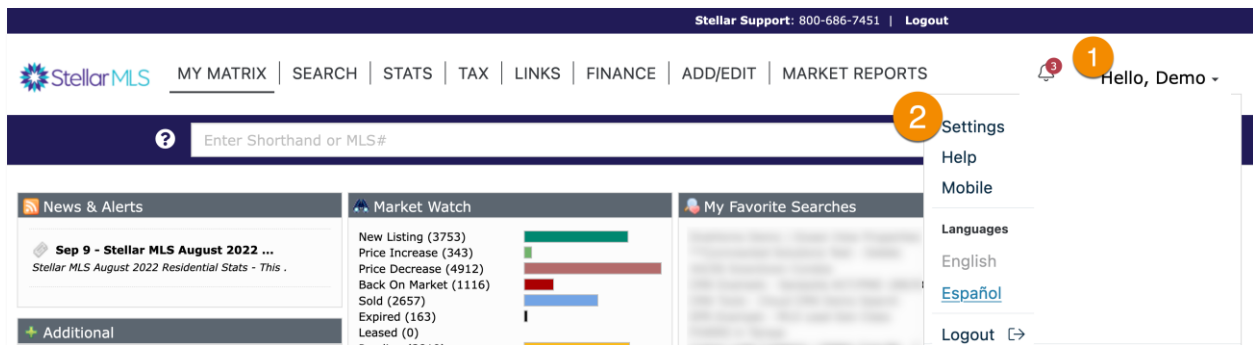 Stellar Support: 800-686-7451 | Logout
StellarMLS
MY MATRIX | SEARCH | STATS | TAX | LINKS | FINANCE | ADD/EDIT | MARKET REPORTS
3
1
Hello, Demo
2
Enter Shorthand or MLS#
Settings
Help
Mobile
Languages
English
Español
Logout
News & Alerts
Sep 9 - Stellar MLS August 2022 ...
Stellar MLS August 2022 Residential Stats - This .
Additional
Market Watch
New Listing (3753)
Price Increase (343)
Price Decrease (4912)
Back On Market (1116)
Sold (2657)
Expired (163)
Leased (0)
My Favorite Searches